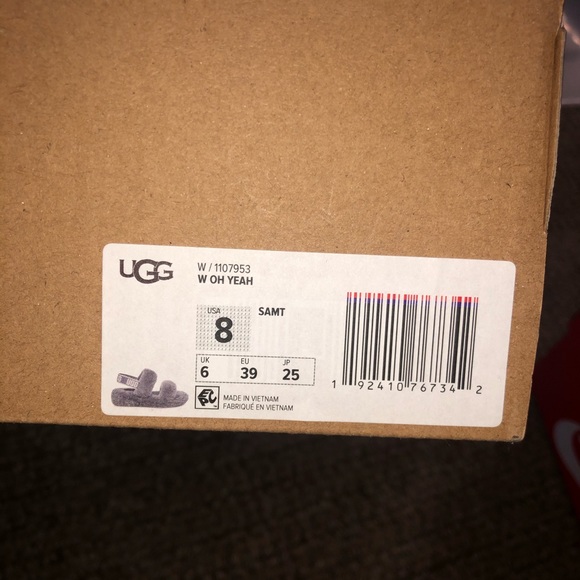 UGG
W / 1107953
W OH YEAH
USA
8
SAMT
UK
6
EU
39
JP
25
MADE IN VIETNAM
FABRIQUÉ EN VIETNAM
1 92410 76734 2